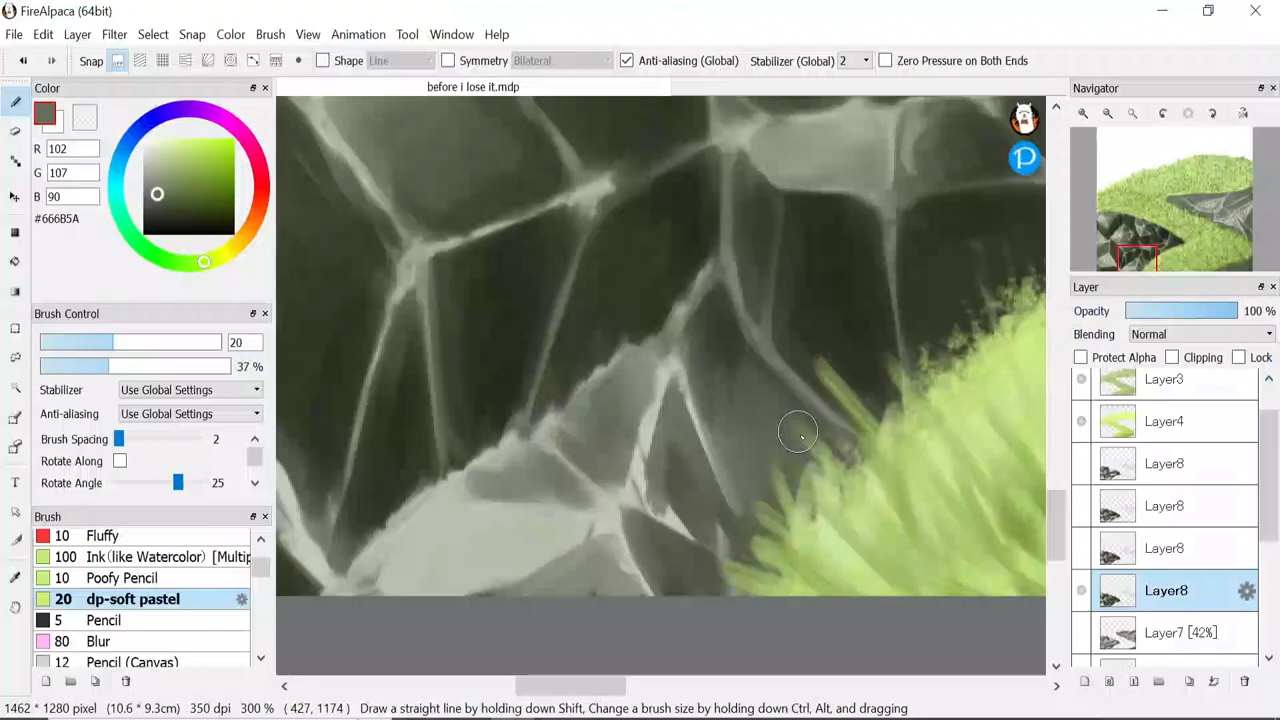 FireAlpaca (64bit)
File Edit Layer Filter Select Snap Color Brush View Animation Tool Window Help
Snap OFF Shape Line Symmetry Bilateral Anti-aliasing (Global) Stabilizer (Global) 2 Zero Pressure on Both Ends
Color
before i lose it.mdp
Navigator
R 102
G 107
B 90
#666B5A
Brush Control
20
37 %
Stabilizer Use Global Settings
Anti-aliasing Use Global Settings
Brush Spacing 2
Rotate Along
Rotate Angle 25
Brush
10 Fluffy
100 Ink(like Watercolor) [Multip
10 Poofy Pencil
20 dp-soft pastel
5 Pencil
80 Blur
12 Pencil (Canvas)
Layer
Opacity 100 %
Blending Normal
Protect Alpha Clipping Lock
Layer3
Layer4
Layer8
Layer8
Layer8
Layer8
Layer7 [42%]
1462 * 1280 pixel (10.6 * 9.3cm) 350 dpi 300 % ( 427, 1174 ) Draw a straight line by holding down Shift, Change a brush size by holding down Ctrl, Alt, and dragging